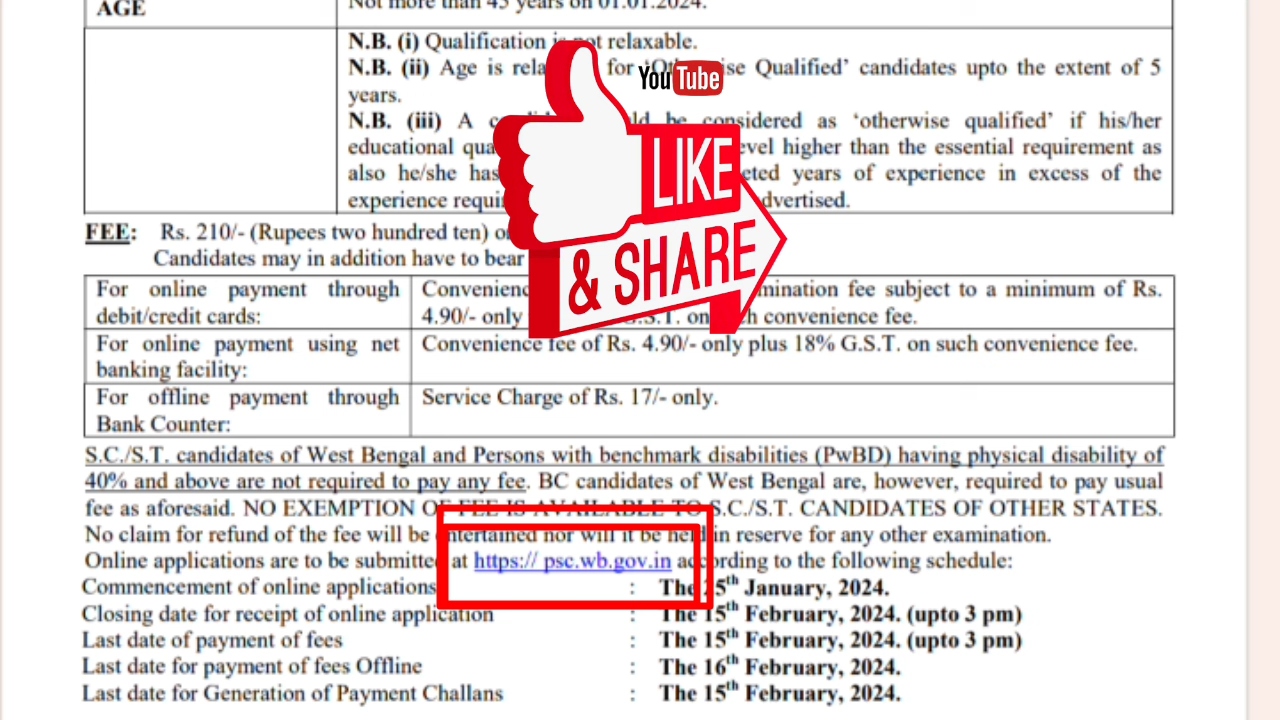 AGE
Not more than 45 years on 01.01.2024.
N.B. (i) Qualification is not relaxable.
N.B. (ii) Age is rela for 'Otherwise Qualified' candidates upto the extent of 5
years.
N.B. (iii) A be considered as 'otherwise qualified' if his/her
educational evel higher than the essential requirement as
also he/she has eted years of experience in excess of the
experience dvertised.
YouTube
LIKE
& SHARE
FEE: Rs. 210/- (Rupees two hundred ten)
Candidates may in addition have to bear
For online payment through
debit/credit cards:
Convenienc mination fee subject to a minimum of Rs.
4.90/- only G.S.T. on such convenience fee.
For online payment using net
banking facility:
Convenience fee of Rs. 4.90/- only plus 18% G.S.T. on such convenience fee.
For offline payment through
Bank Counter:
Service Charge of Rs. 17/- only.
S.C./S.T. candidates of West Bengal and Persons with benchmark disabilities (PwBD) having physical disability of
40% and above are not required to pay any fee. BC candidates of West Bengal are, however, required to pay usual
fee as aforesaid. NO EXEMPTION OF FEE IS AVAILABLE TO S.C./S.T. CANDIDATES OF OTHER STATES.
No claim for refund of the fee will be entertained nor will it be held in reserve for any other examination.
Online applications are to be submitted at https:// psc.wb.gov.in according to the following schedule:
Commencement of online applications : The 25th January, 2024.
Closing date for receipt of online application : The 15th February, 2024. (upto 3 pm)
Last date of payment of fees : The 15th February, 2024. (upto 3 pm)
Last date for payment of fees Offline : The 16th February, 2024.
Last date for Generation of Payment Challans : The 15th February, 2024.